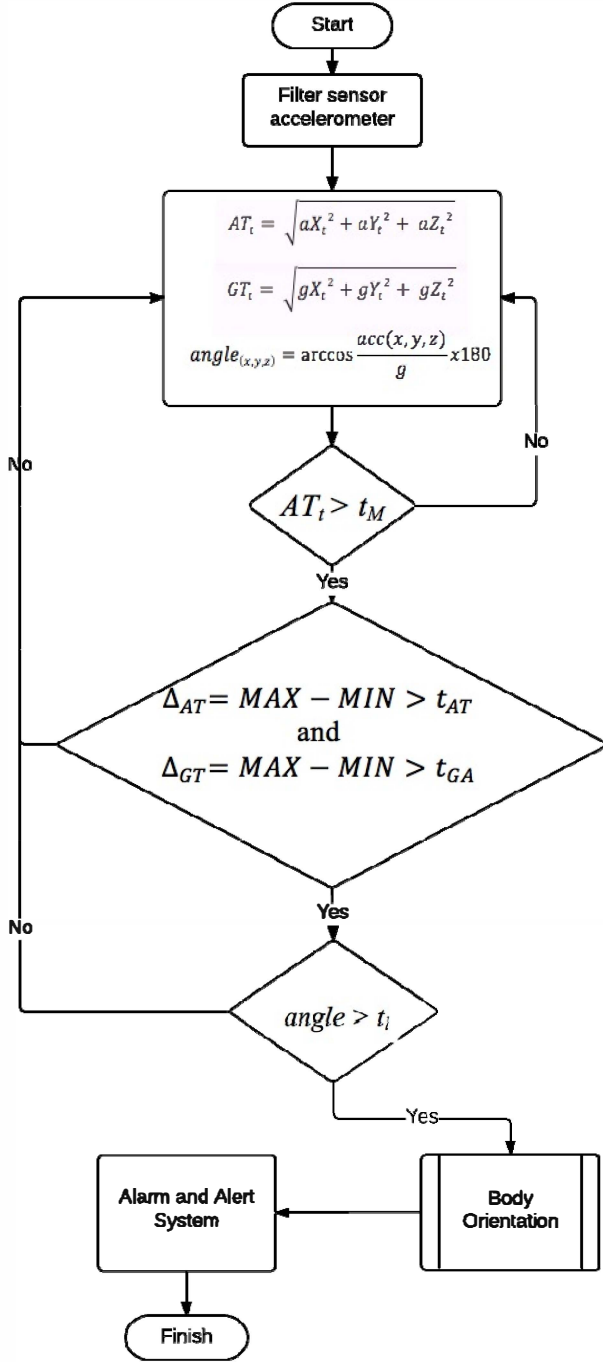 Start
Filter sensor
accelerometer
AT_t = √(aX_t² + aY_t² + aZ_t²)
GT_t = √(gX_t² + gY_t² + gZ_t²)
angle_(x,y,z) = arccos acc(x, y, z)/g x180
No
No
AT_t > t_M
Yes
Δ_AT = MAX − MIN > t_AT
and
Δ_GT = MAX − MIN > t_GA
Yes
No
angle > t_l
Yes
Alarm and Alert
System
Body
Orientation
Finish